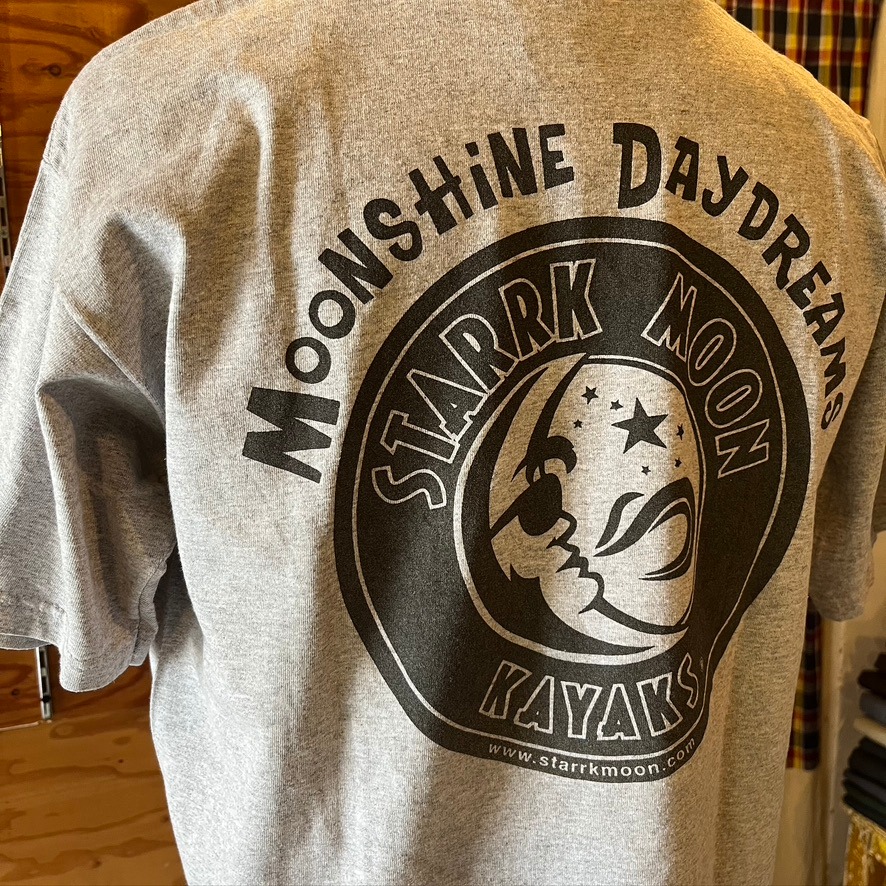 MOONSHiNE DAYDREAMS
STARRK MOON
KAYAKS
www.starrkmoon.com